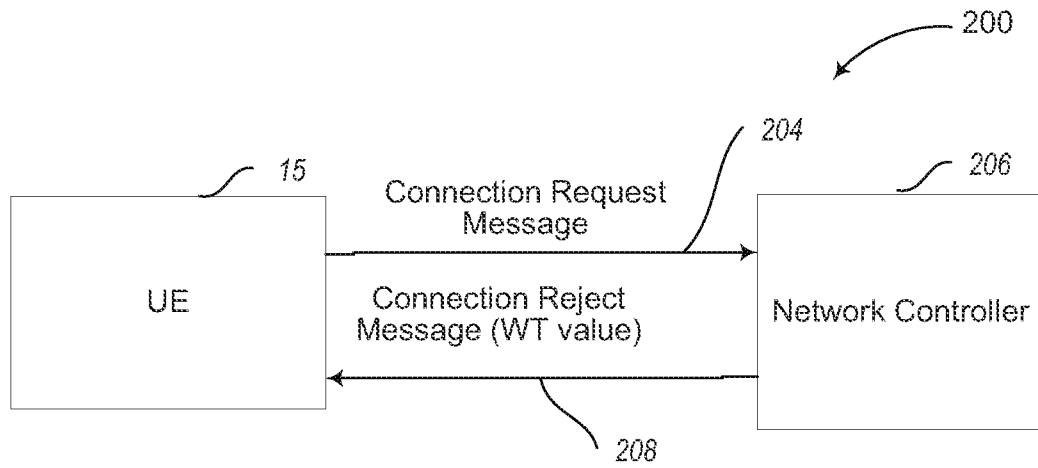 200
204
15
206
Connection Request
Message
UE
Connection Reject
Message (WT value)
Network Controller
208